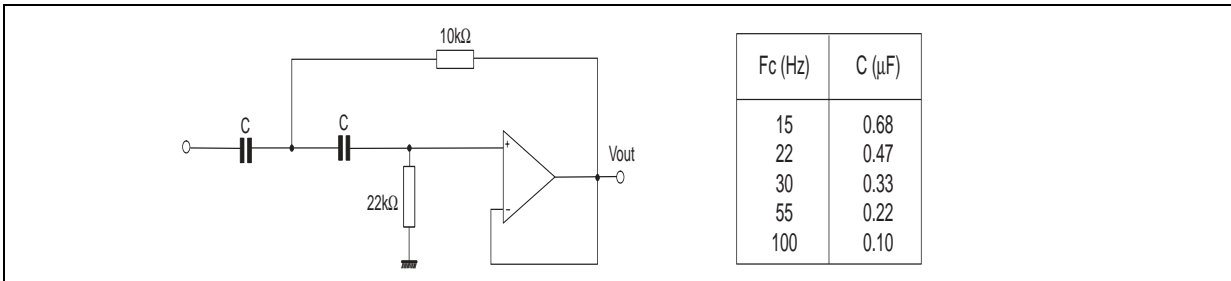 10kΩ
C
C
+
-
22kΩ
Vout
Fc (Hz) C (μF)
15 0.68
22 0.47
30 0.33
55 0.22
100 0.10